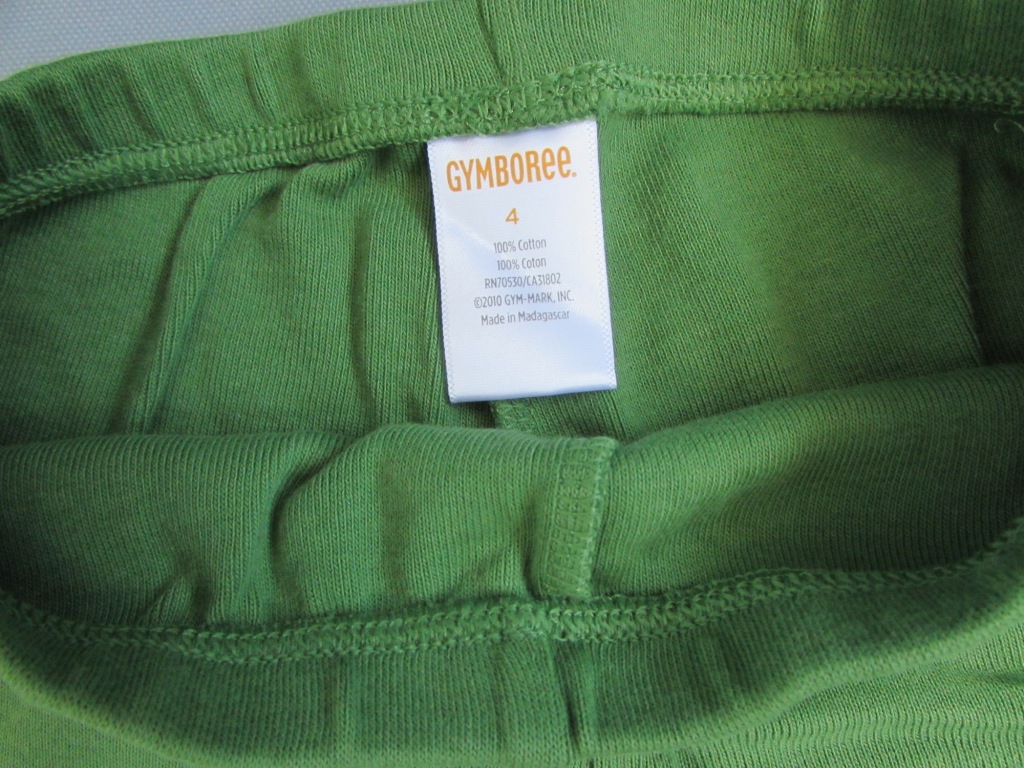 GYMBOREE.
4
100% Cotton
100% Coton
RN70530/CA31802
©2010 GYM-MARK, INC.
Made in Madagascar